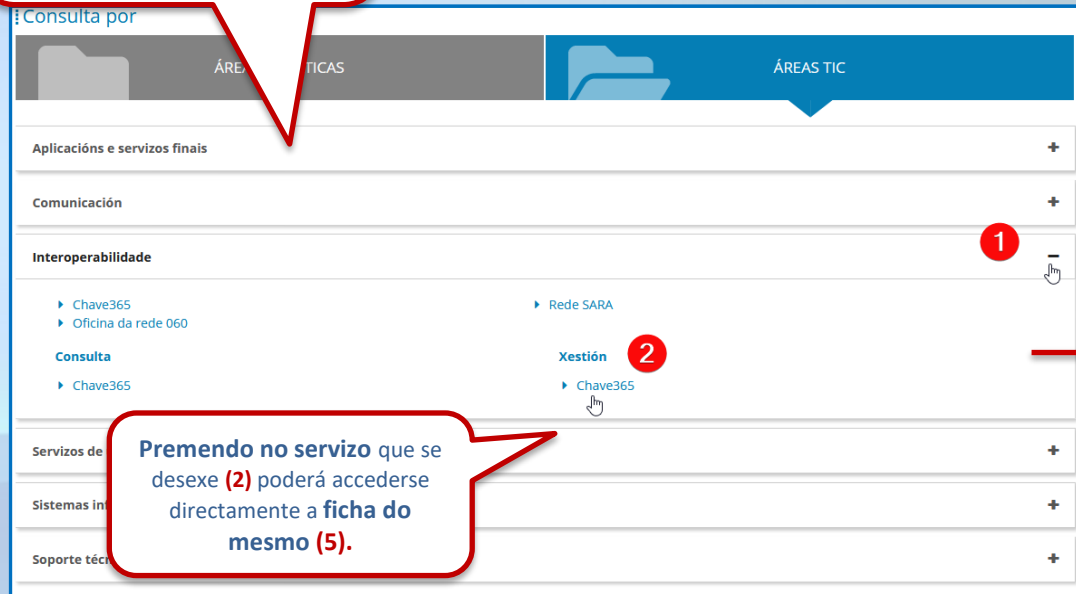 Consulta por
ÁREAS TIC
Aplicacións e servizos finais
Comunicación
1
Interoperabilidade
Chave365
Rede SARA
Oficina da rede 060
Consulta
Xestión
2
Chave365
Chave365
Servizos de
Premendo no servizo que se
desexe (2) poderá accederse
directamente a ficha do
mesmo (5).
Sistemas
Soporte